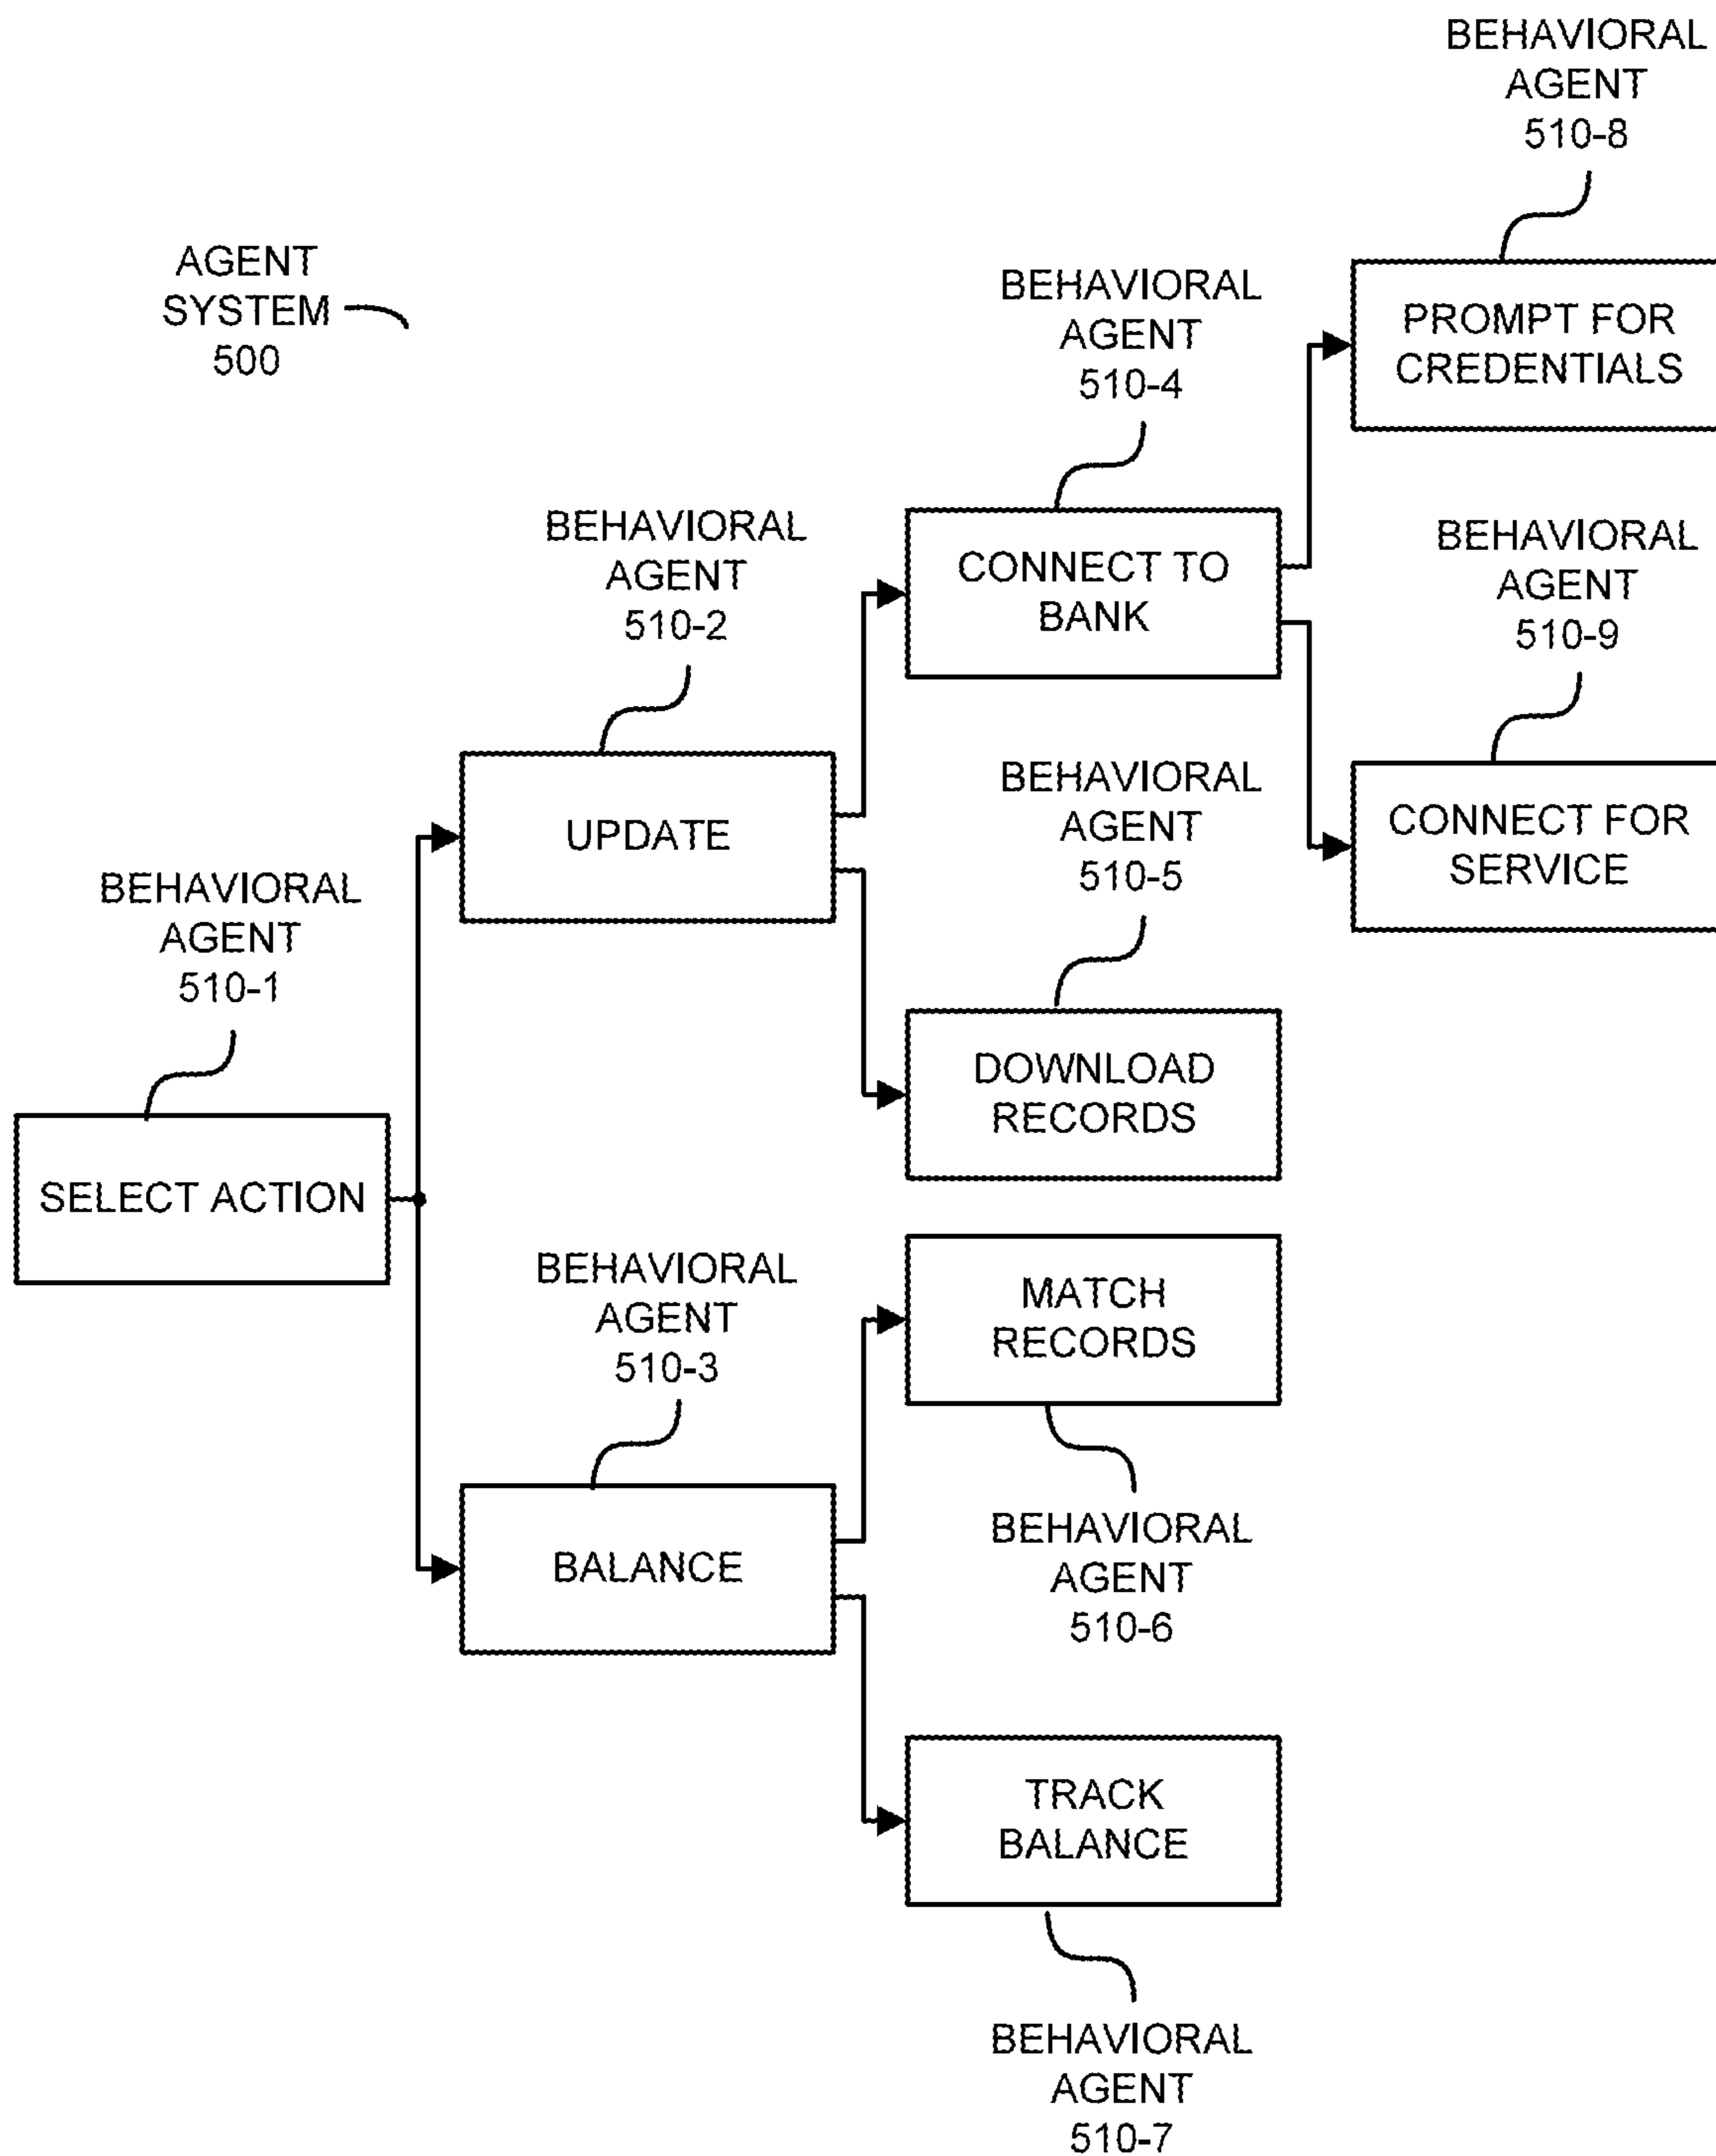 BEHAVIORAL
AGENT
510-8
AGENT
SYSTEM
500
BEHAVIORAL
AGENT
510-4
PROMPT FOR
CREDENTIALS
BEHAVIORAL
AGENT
510-2
CONNECT TO
BANK
BEHAVIORAL
AGENT
510-9
BEHAVIORAL
AGENT
510-5
UPDATE
CONNECT FOR
SERVICE
BEHAVIORAL
AGENT
510-1
DOWNLOAD
RECORDS
SELECT ACTION
BEHAVIORAL
AGENT
510-3
MATCH
RECORDS
BALANCE
BEHAVIORAL
AGENT
510-6
TRACK
BALANCE
BEHAVIORAL
AGENT
510-7